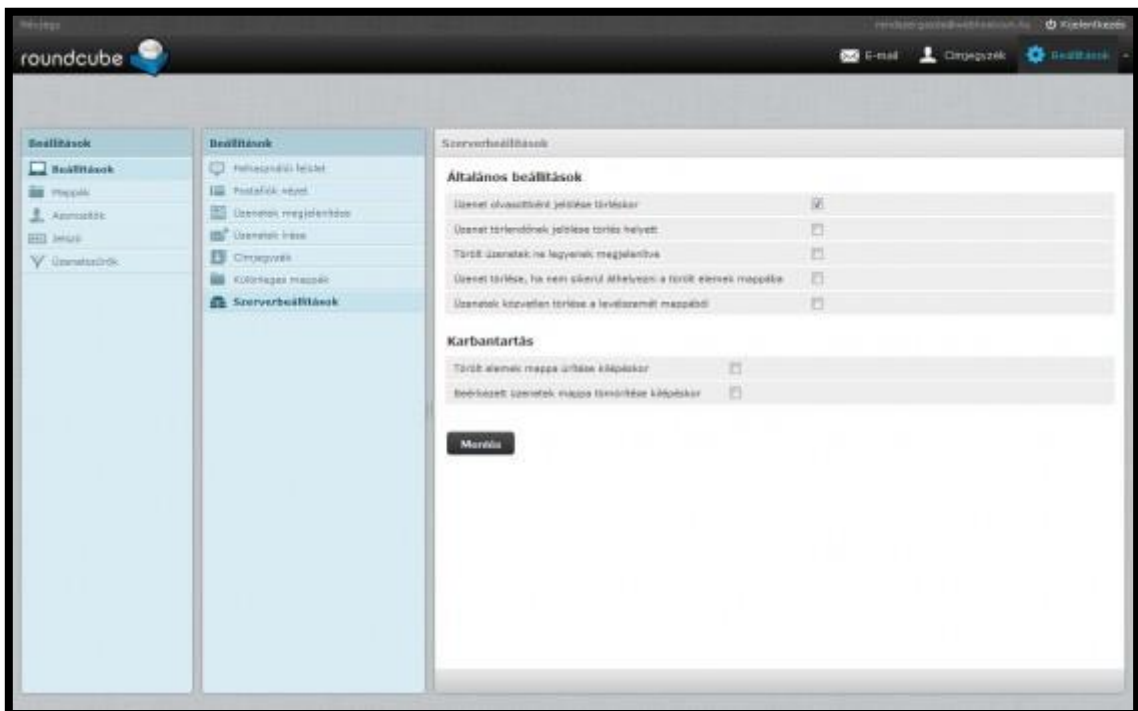 Névjegy
Kijelentkezés
roundcube
E-mail
Címjegyzék
Beállítások
Beállítások
Beállítások
Mappák
Azonosítók
Jelszó
Üzenetszűrők
Beállítások
Felhasználói felület
Postafiók nézet
Üzenetek megjelenítése
Üzenetek írása
Címjegyzék
Különleges mappák
Szerverbeállítások
Szerverbeállítások
Általános beállítások
Üzenet olvasottként jelölése törléskor
Üzenet törlendőnek jelölése törlés helyett
Törölt üzenetek ne legyenek megjelenítve
Üzenet törlése, ha nem sikerül áthelyezni a törölt elemek mappába
Üzenetek közvetlen törlése a levélszemét mappából
Karbantartás
Törölt elemek mappa ürítése kilépéskor
Beérkezett üzenetek mappa tömörítése kilépéskor
Mentés